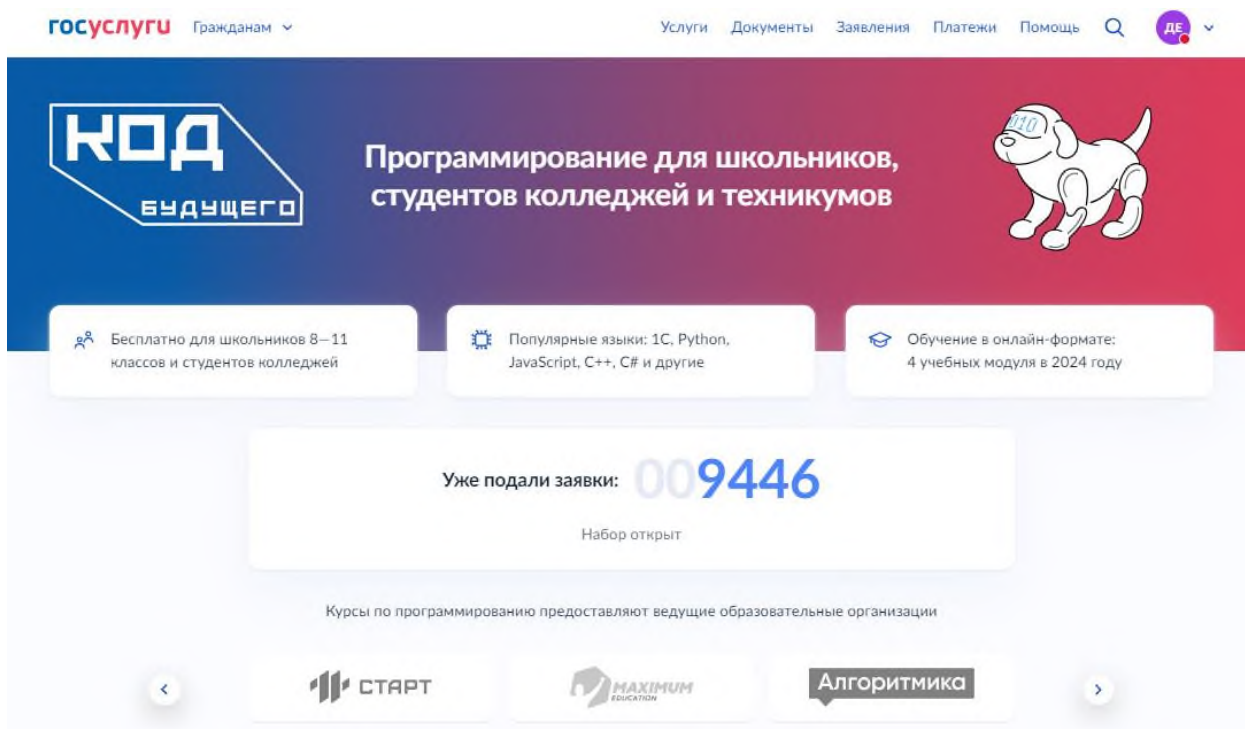 госуслуги Гражданам Услуги Документы Заявления Платежи Помощь ДЕ
КОД
БУДУЩЕГО
Программирование для школьников,
студентов колледжей и техникумов
010
Бесплатно для школьников 8—11
классов и студентов колледжей
Популярные языки: 1С, Python,
JavaScript, C++, C# и другие
Обучение в онлайн-формате:
4 учебных модуля в 2024 году
Уже подали заявки: 009446
Набор открыт
Курсы по программированию предоставляют ведущие образовательные организации
СТАРТ
MAXIMUM
EDUCATION
Алгоритмика